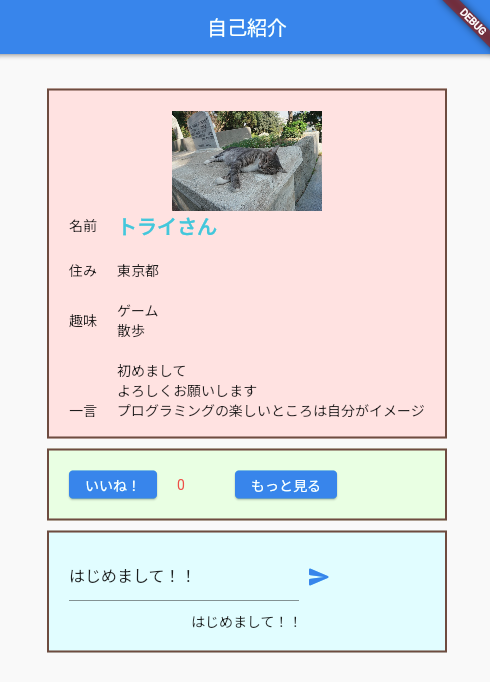 自己紹介
DEBUG
名前 トライさん
住み 東京都
趣味 ゲーム
散歩
初めまして
よろしくお願いします
一言 プログラミングの楽しいところは自分がイメージ
いいね！ 0 もっと見る
はじめまして！！
はじめまして！！